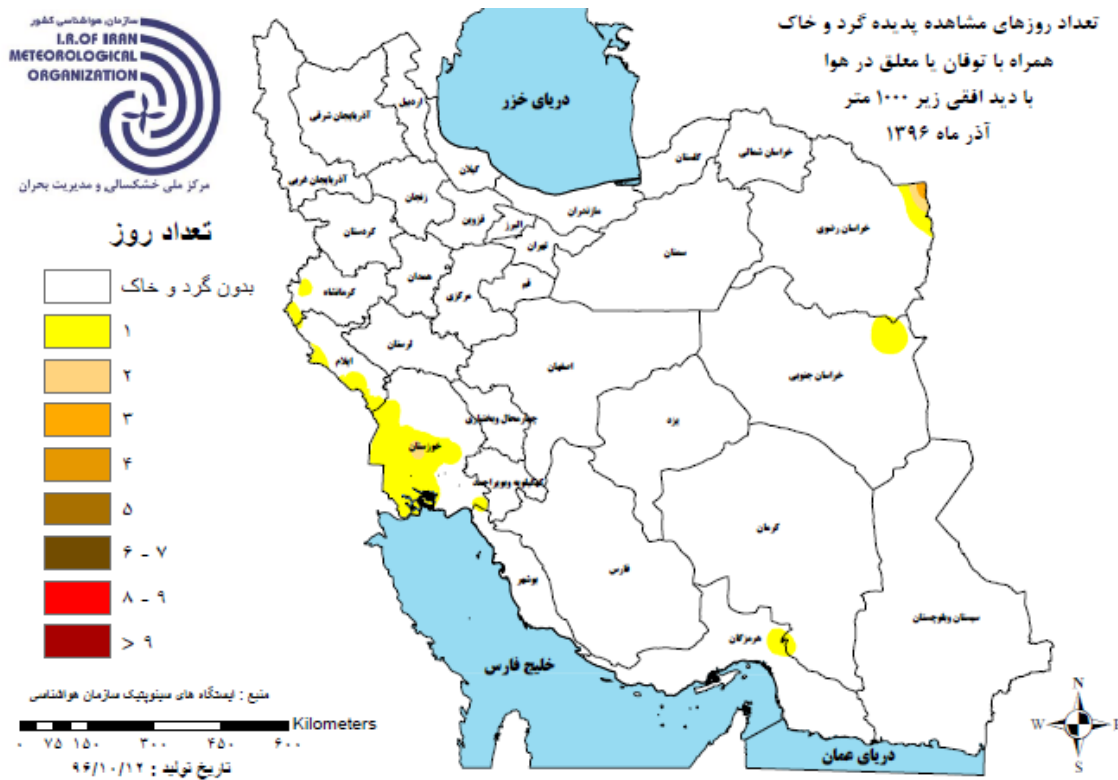 سازمان هواشناسی کشور
I.R.OF IRAN
METEOROLOGICAL
ORGANIZATION
مرکز ملی خشکسالی و مدیریت بحران
تعداد روزهای مشاهده پدیده گرد و خاک
همراه با توفان یا معلق در هوا
با دید افقی زیر ۱۰۰۰ متر
آذر ماه ۱۳۹۶
تعداد روز
بدون گرد و خاک
۱
۲
۳
۴
۵
۶ - ۷
۸ - ۹
> ۹
دریای خزر
اردبیل
آذربایجان شرقی
آذربایجان غربی
گیلان
زنجان
قزوین
البرز
مازندران
تهران
گلستان
خراسان شمالی
خراسان رضوی
سمنان
کردستان
همدان
مرکزی
قم
کرمانشاه
لرستان
ایلام
اصفهان
خراسان جنوبی
یزد
چهارمحال وبختیاری
خوزستان
کهگیلویه وبویراحمد
کرمان
فارس
بوشهر
هرمزگان
سیستان وبلوچستان
خلیج فارس
دریای عمان
منبع : ایستگاه های سینوپتیک سازمان هواشناسی
Kilometers
۰ ۷۵ ۱۵۰ ۳۰۰ ۴۵۰ ۶۰۰
تاریخ تولید : ۹۶/۱۰/۱۲
N
W E
S